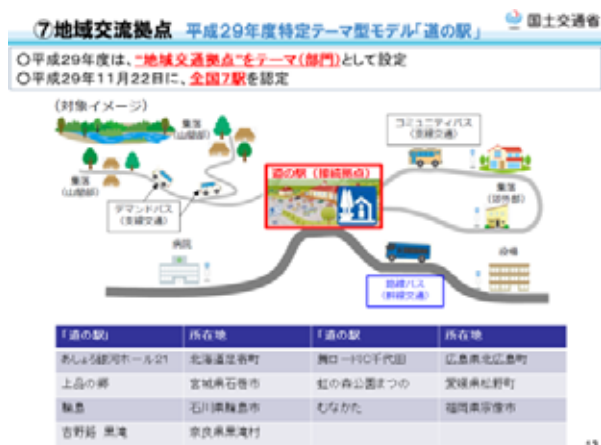 ⑦地域交流拠点 平成29年度特定テーマ型モデル「道の駅」
国土交通省
○平成29年度は、"地域交通拠点"をテーマ(部門)として設定
○平成29年11月22日に、全国7駅を認定
(対象イメージ)
集落
(山間部)
コミュニティバス
(支線交通)
道の駅(接続拠点)
集落
(山間部)
集落
(郊外部)
デマンドバス
(支線交通)
病院
役場
路線バス
(幹線交通)
「道の駅」 所在地 「道の駅 所在地
あしょろ銀河ホール21 北海道足寄町 舞ロードIC千代田 広島県北広島町
上品の郷 宮城県石巻市 虹の森公園まつの 愛媛県松野町
輪島 石川県輪島市 むなかた 福岡県宗像市
吉野路 黒滝 奈良県黒滝村